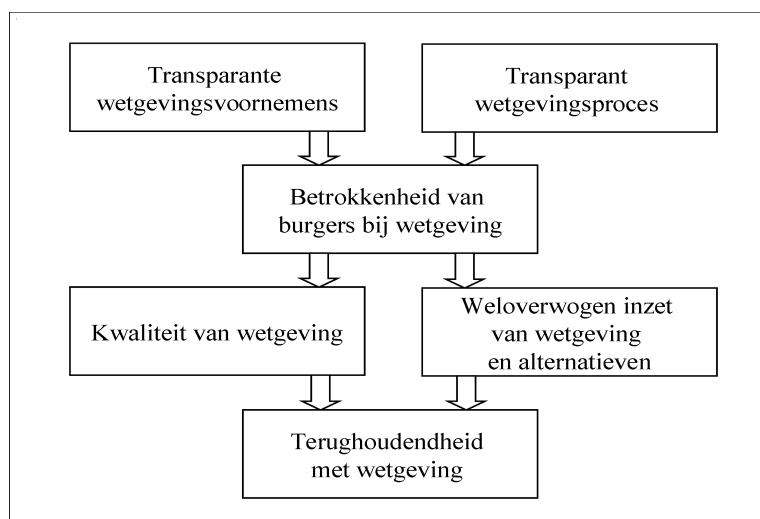 Transparante
wetgevingsvoornemens
Transparant
wetgevingsproces
Betrokkenheid van
burgers bij wetgeving
Kwaliteit van wetgeving
Weloverwogen inzet
van wetgeving
en alternatieven
Terughoudendheid
met wetgeving